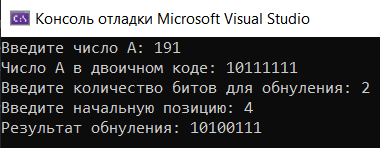 Консоль отладки Microsoft Visual Studio
Введите число А: 191
Число А в двоичном коде: 10111111
Введите количество битов для обнуления: 2
Введите начальную позицию: 4
Результат обнуления: 10100111